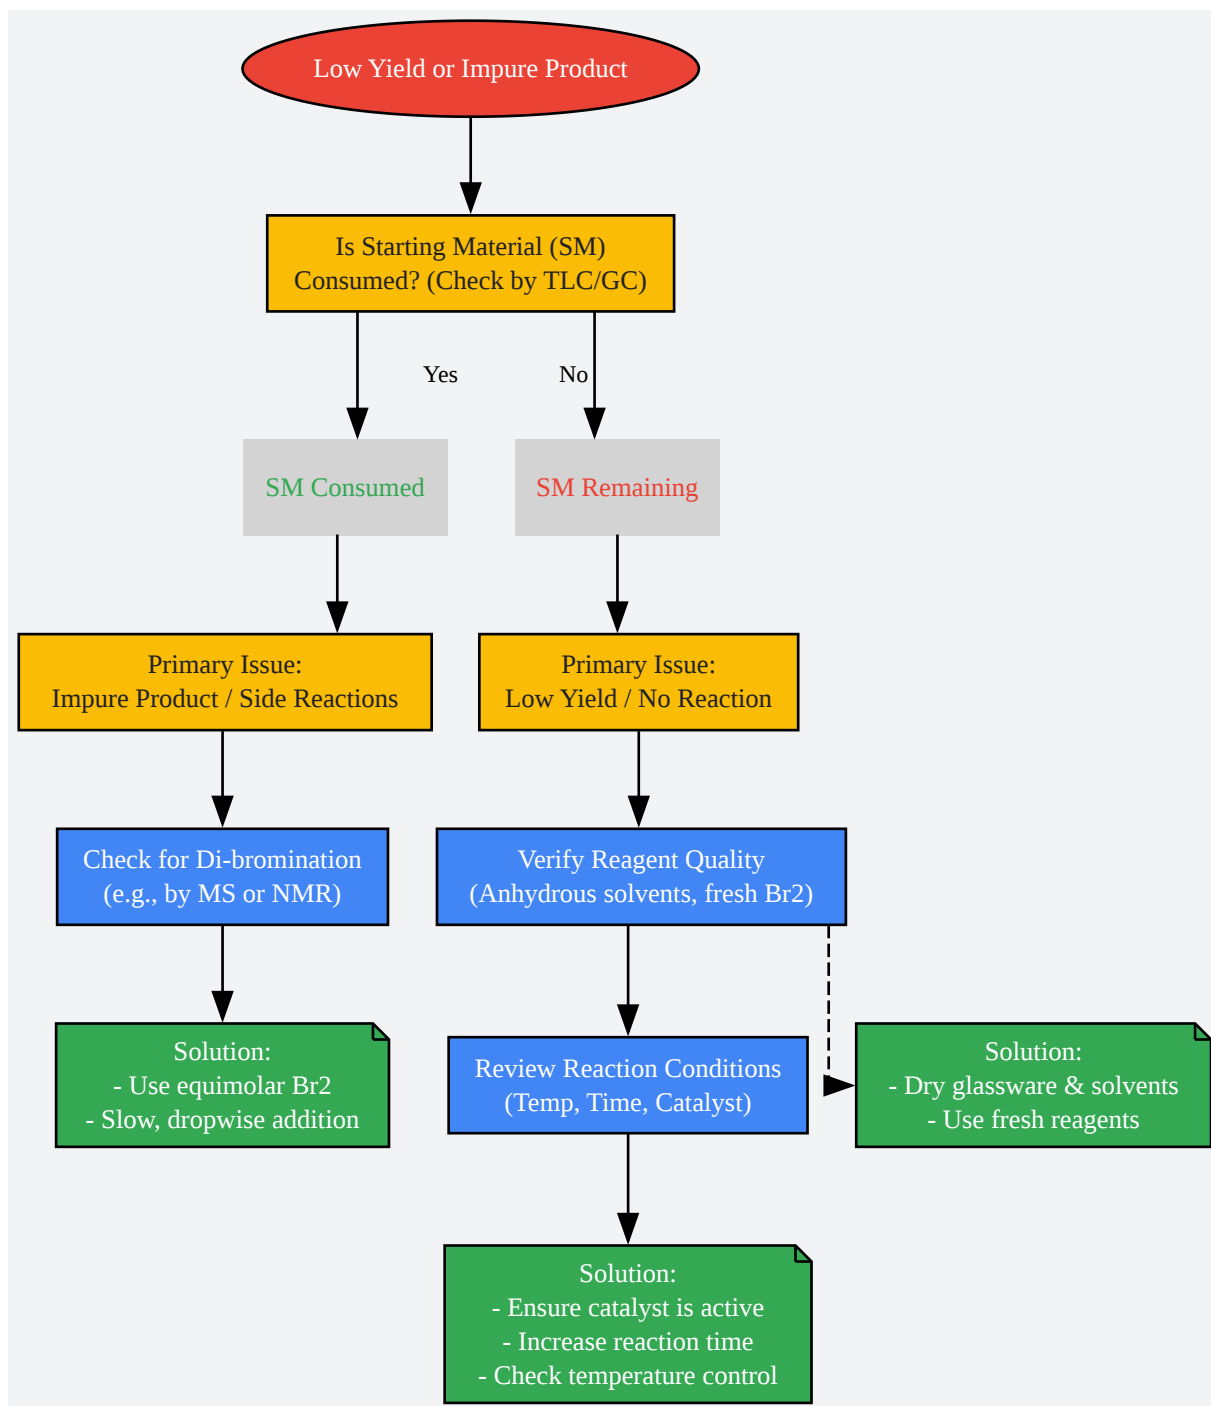 Low Yield or Impure Product
Is Starting Material (SM)
Consumed? (Check by TLC/GC)
Yes
No
SM Consumed
SM Remaining
Primary Issue:
Impure Product / Side Reactions
Primary Issue:
Low Yield / No Reaction
Check for Di-bromination
(e.g., by MS or NMR)
Verify Reagent Quality
(Anhydrous solvents, fresh Br2)
Solution:
- Use equimolar Br2
- Slow, dropwise addition
Review Reaction Conditions
(Temp, Time, Catalyst)
Solution:
- Dry glassware & solvents
- Use fresh reagents
Solution:
- Ensure catalyst is active
- Increase reaction time
- Check temperature control